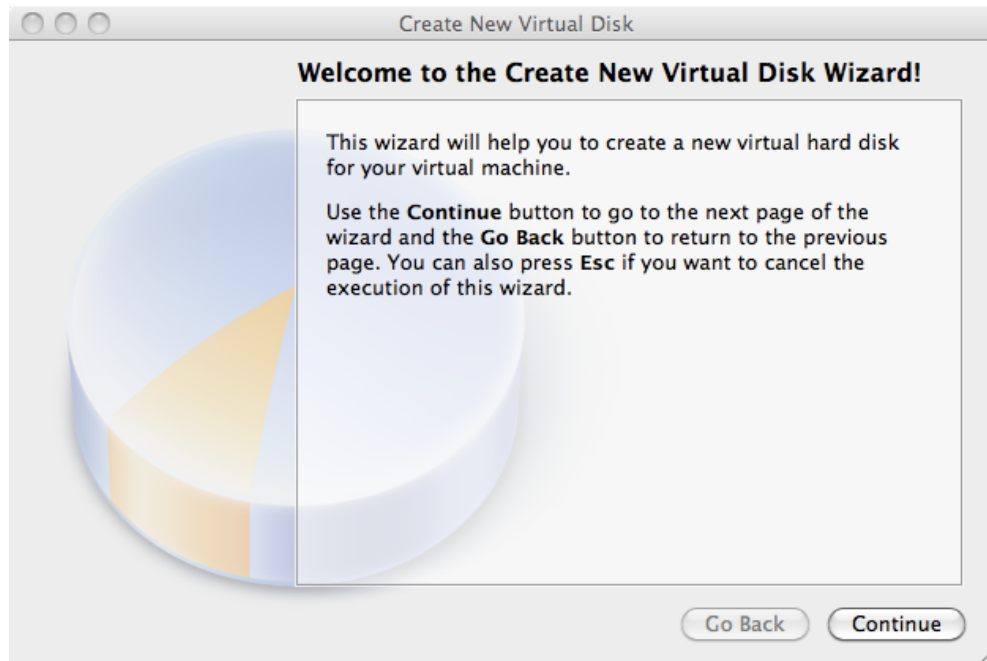 Create New Virtual Disk
Welcome to the Create New Virtual Disk Wizard!
This wizard will help you to create a new virtual hard disk
for your virtual machine.
Use the Continue button to go to the next page of the
wizard and the Go Back button to return to the previous
page. You can also press Esc if you want to cancel the
execution of this wizard.
Go Back
Continue